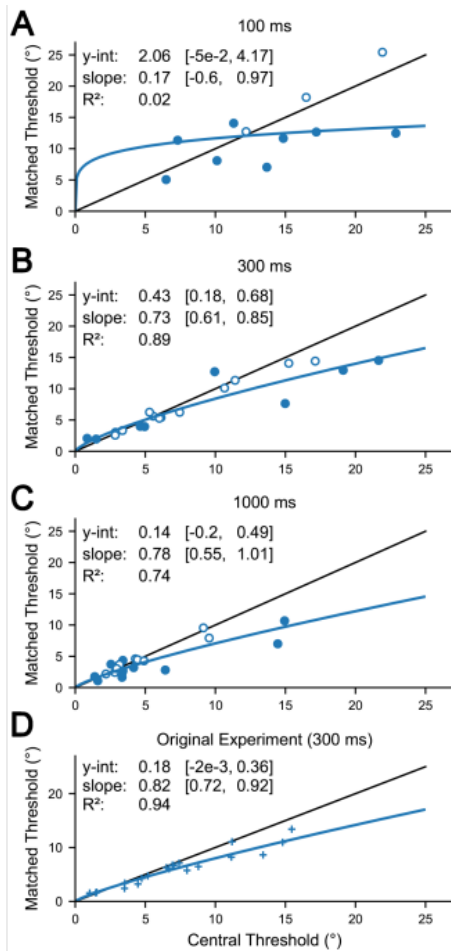 A
100 ms
y-int: 2.06 [-5e-2, 4.17]
slope: 0.17 [-0.6, 0.97]
R²: 0.02
Matched Threshold (°)
25
20
15
10
5
0
0 5 10 15 20 25
B
300 ms
y-int: 0.43 [0.18, 0.68]
slope: 0.73 [0.61, 0.85]
R²: 0.89
Matched Threshold (°)
25
20
15
10
5
0
0 5 10 15 20 25
C
1000 ms
y-int: 0.14 [-0.2, 0.49]
slope: 0.78 [0.55, 1.01]
R²: 0.74
Matched Threshold (°)
25
20
15
10
5
0
0 5 10 15 20 25
D
Original Experiment (300 ms)
y-int: 0.18 [-2e-3, 0.36]
slope: 0.82 [0.72, 0.92]
R²: 0.94
Matched Threshold (°)
20
10
0
0 5 10 15 20 25
Central Threshold (°)